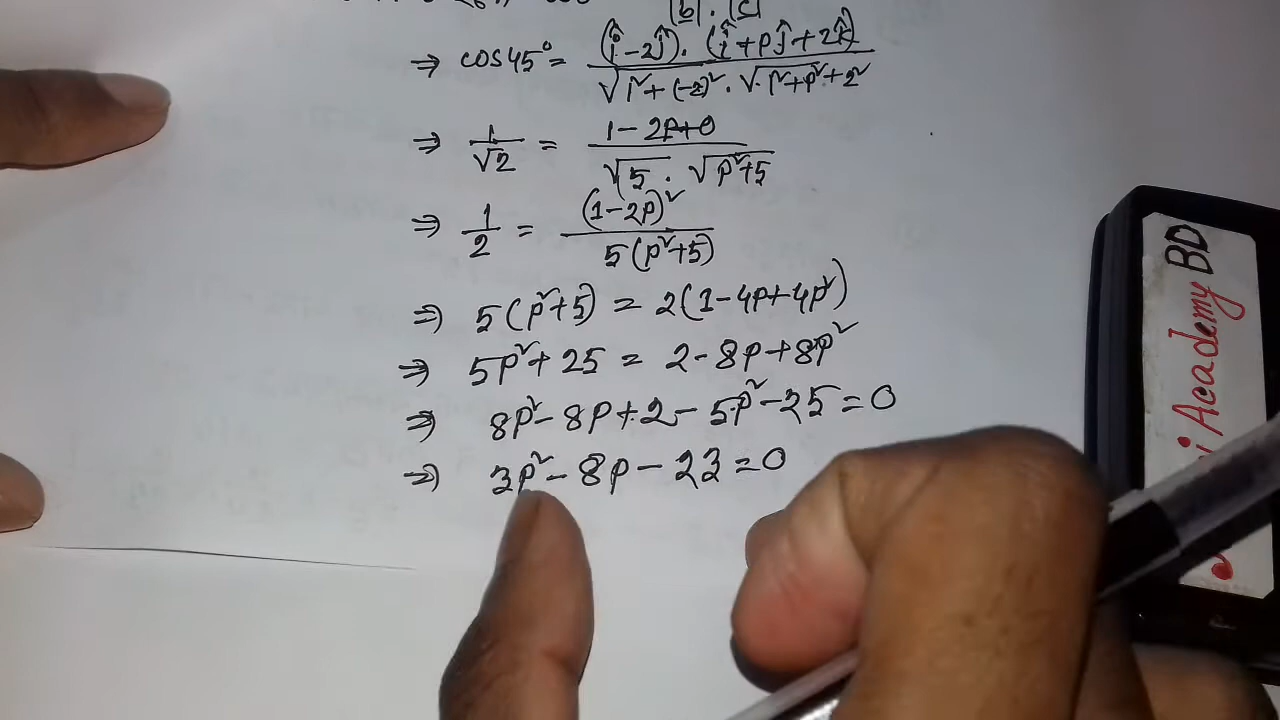 |b|.|c|
⇒ cos45° = (î-2ĵ).(î+pĵ+2k̂) / √1²+(-2)² . √1²+p²+2²
⇒ 1/√2 = 1-2p+0 / √5 . √p²+5
⇒ 1/2 = (1-2p)² / 5(p²+5)
⇒ 5(p²+5) = 2(1-4p+4p²)
⇒ 5p²+25 = 2-8p+8p²
⇒ 8p²-8p+2-5p²-25=0
⇒ 3p²-8p-23=0
Academy BD